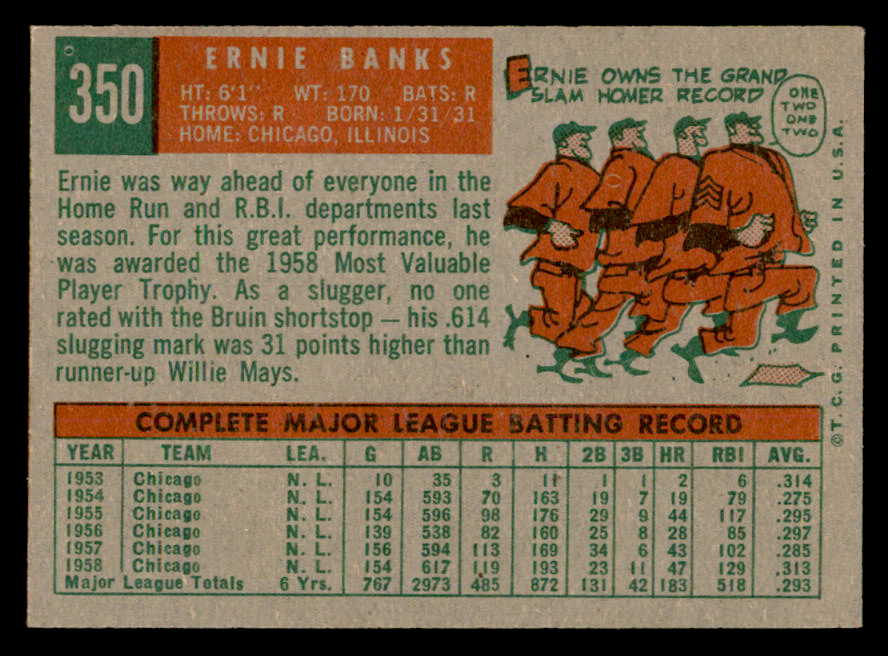 350
ERNIE BANKS
HT: 6'1" WT: 170 BATS: R
THROWS: R BORN: 1/31/31
HOME: CHICAGO, ILLINOIS
Ernie was way ahead of everyone in the
Home Run and R.B.I. departments last
season. For this great performance, he
was awarded the 1958 Most Valuable
Player Trophy. As a slugger, no one
rated with the Bruin shortstop — his .614
slugging mark was 31 points higher than
runner-up Willie Mays.
ERNIE OWNS THE GRAND
SLAM HOMER RECORD
ONE
TWO
ONE
TWO
©T.C.G. PRINTED IN U.S.A.
COMPLETE MAJOR LEAGUE BATTING RECORD
YEAR TEAM LEA. G AB R H 2B 3B HR RBI AVG.
1953 Chicago N. L. 10 35 3 11 1 1 2 6 .314
1954 Chicago N. L. 154 593 70 163 19 7 19 79 .275
1955 Chicago N. L. 154 596 98 176 29 9 44 117 .295
1956 Chicago N. L. 139 538 82 160 25 8 28 85 .297
1957 Chicago N. L. 156 594 113 169 34 6 43 102 .285
1958 Chicago N. L. 154 617 119 193 23 11 47 129 .313
Major League Totals 6 Yrs. 767 2973 485 872 131 42 183 518 .293